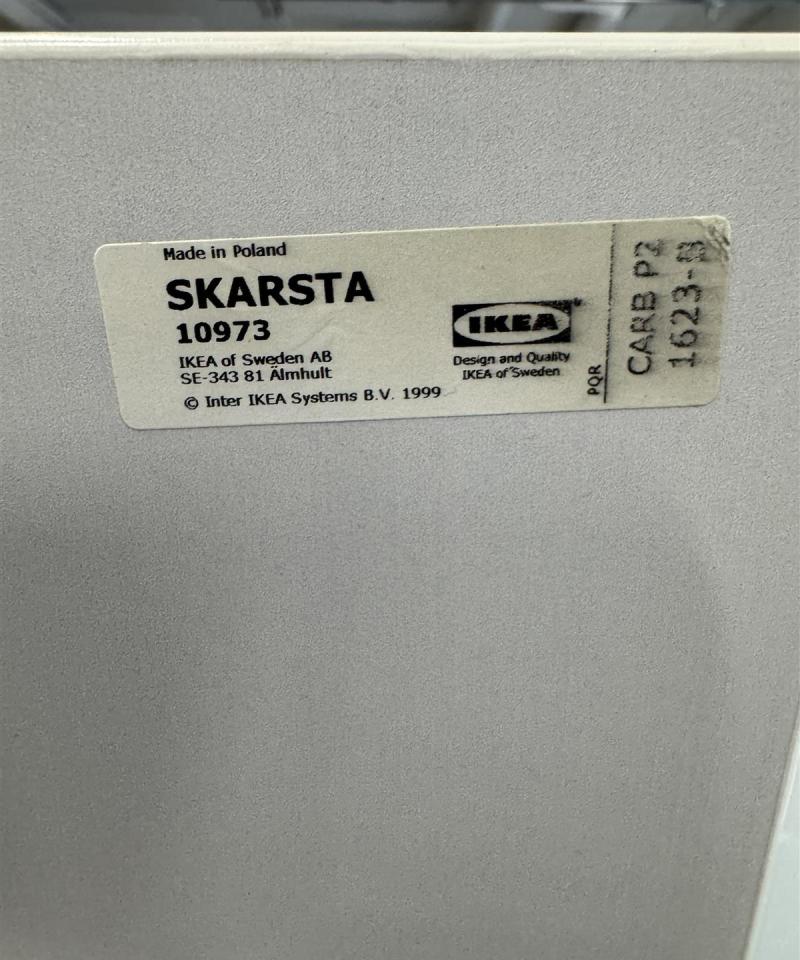 Made in Poland
SKARSTA
10973
IKEA of Sweden AB
SE-343 81 Älmhult
© Inter IKEA Systems B.V. 1999
IKEA
Design and Quality
IKEA of Sweden
PQR
CARB P2
1623-B